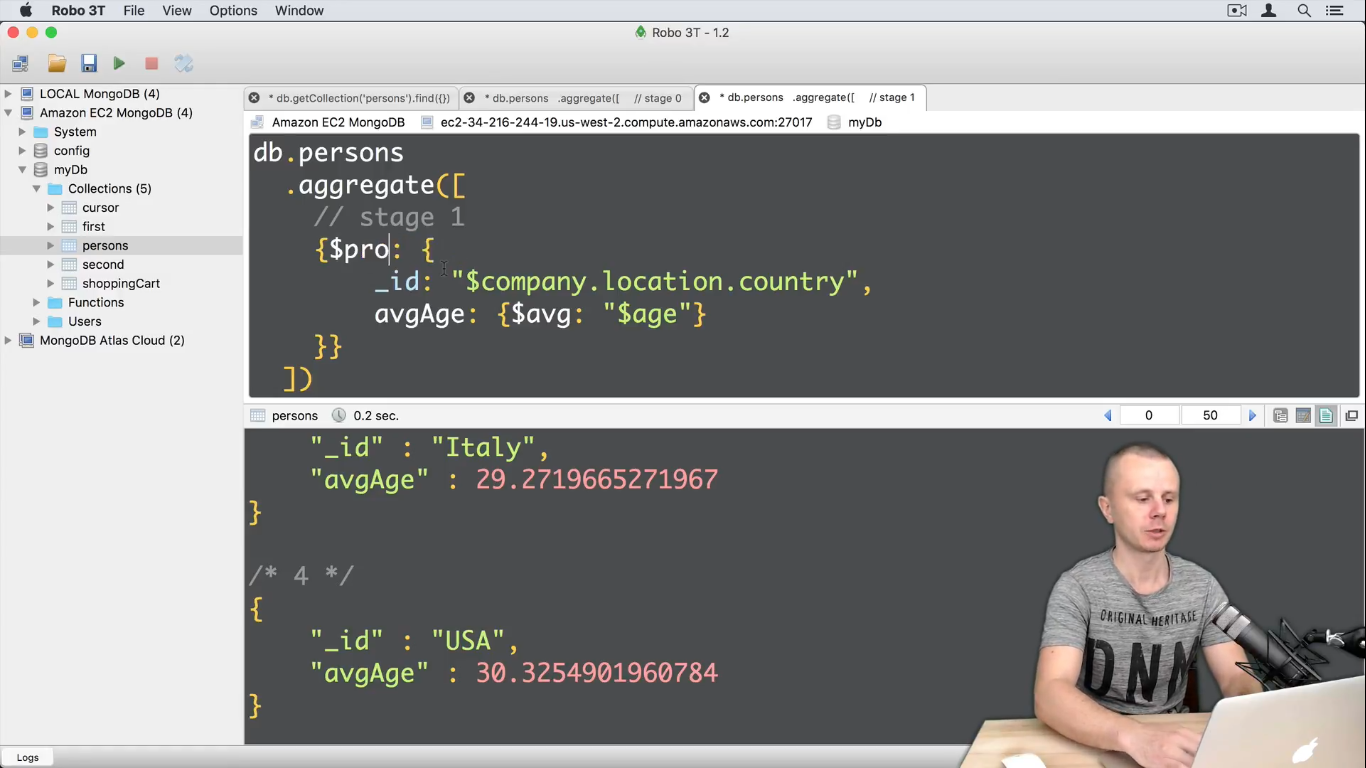 Robo 3T File View Options Window
Robo 3T - 1.2
LOCAL MongoDB (4)
Amazon EC2 MongoDB (4)
System
config
myDb
Collections (5)
cursor
first
persons
second
shoppingCart
Functions
Users
MongoDB Atlas Cloud (2)
* db.getCollection('persons').find({}) * db.persons .aggregate([ // stage 0 * db.persons .aggregate([ // stage 1
Amazon EC2 MongoDB ec2-34-216-244-19.us-west-2.compute.amazonaws.com:27017 myDb
db.persons
.aggregate([
// stage 1
{$pro: {
_id: "$company.location.country",
avgAge: {$avg: "$age"}
}}
])
persons 0.2 sec. 0 50
"_id" : "Italy",
"avgAge" : 29.2719665271967
}
/* 4 */
{
"_id" : "USA",
"avgAge" : 30.3254901960784
}
ORIGINAL HERITAGE
DNM
Logs